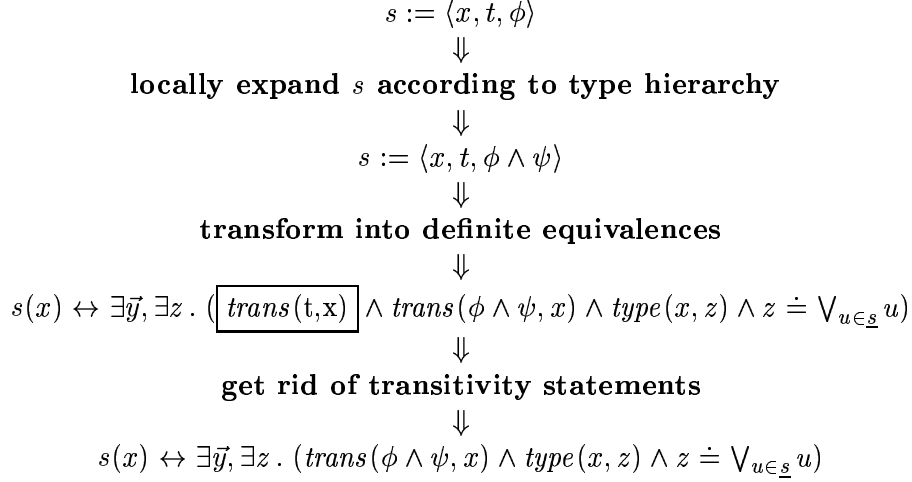 s := ⟨x, t, ϕ⟩
⇓
locally expand s according to type hierarchy
⇓
s := ⟨x, t, ϕ ∧ ψ⟩
⇓
transform into definite equivalences
⇓
s(x) ↔ ∃y⃗, ∃z . ( trans(t,x) ∧ trans(ϕ ∧ ψ, x) ∧ type(x, z) ∧ z ≐ ⋁_{u∈s̲} u)
⇓
get rid of transitivity statements
⇓
s(x) ↔ ∃y⃗, ∃z . (trans(ϕ ∧ ψ, x) ∧ type(x, z) ∧ z ≐ ⋁_{u∈s̲} u)